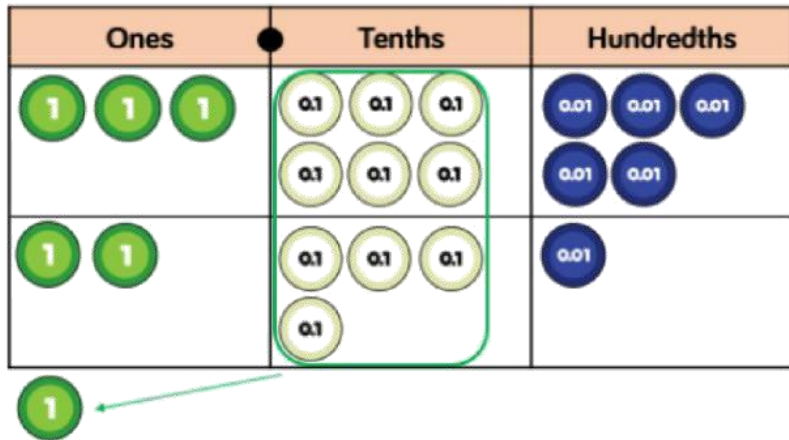 Ones Tenths Hundredths
1 1 1 0.1 0.1 0.1 0.01 0.01 0.01
0.1 0.1 0.1 0.01 0.01
1 1 0.1 0.1 0.1 0.01
0.1
1